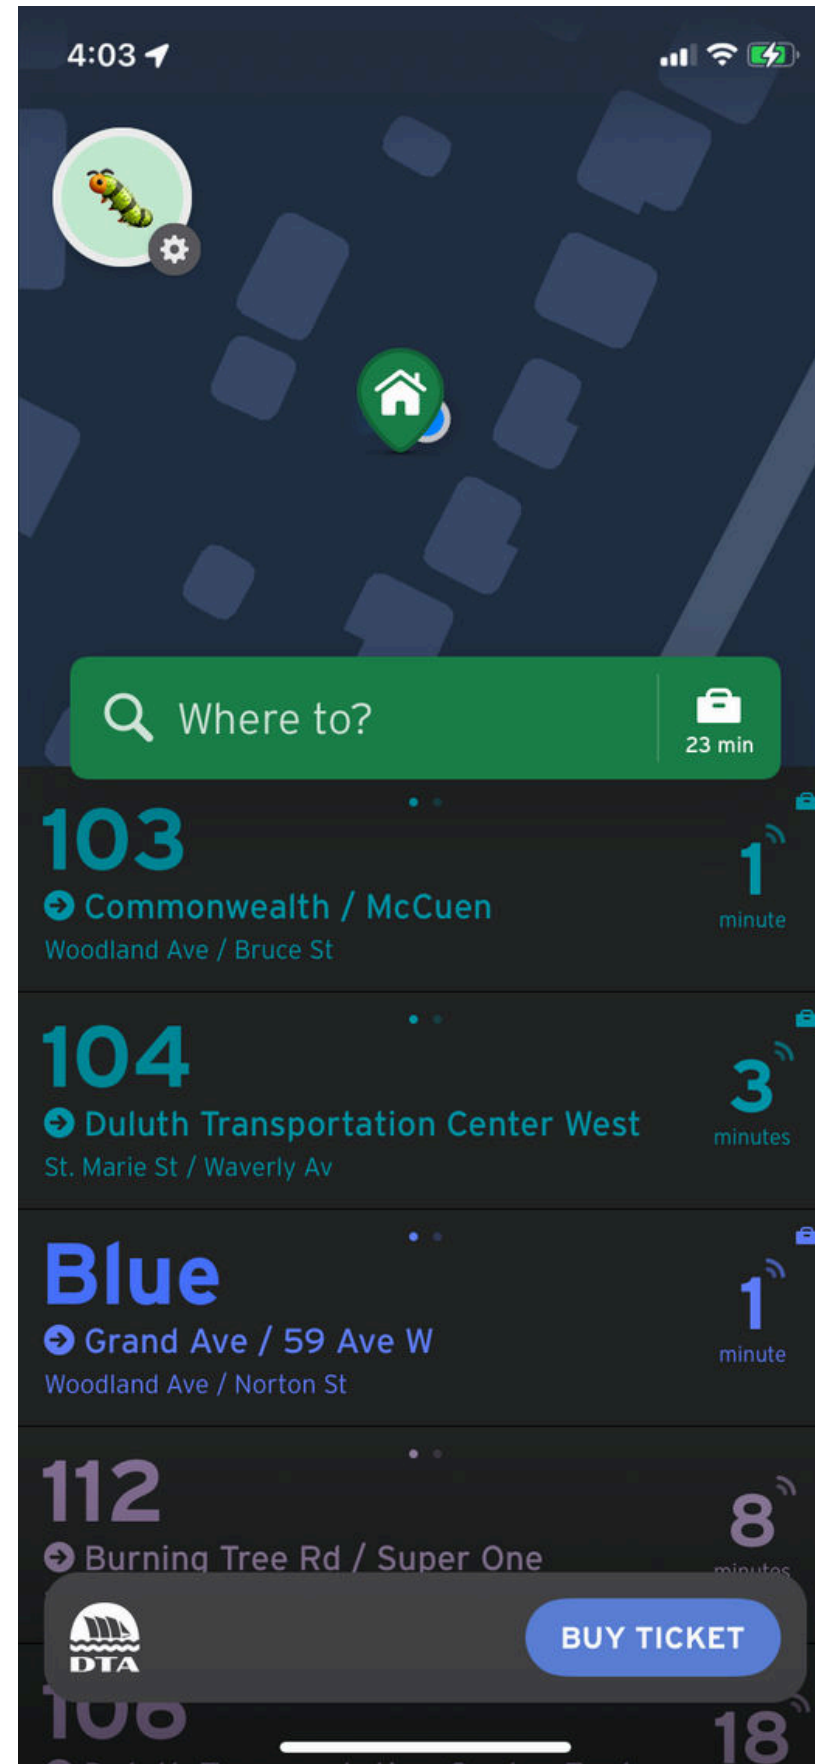 4:03
Where to?
23 min
103
Commonwealth / McCuen
Woodland Ave / Bruce St
1
minute
104
Duluth Transportation Center West
St. Marie St / Waverly Av
3
minutes
Blue
Grand Ave / 59 Ave W
Woodland Ave / Norton St
1
minute
112
Burning Tree Rd / Super One
8
minutes
DTA
BUY TICKET
106
18